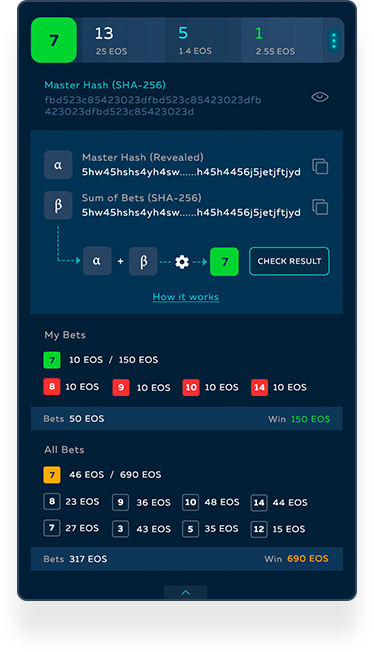 7 13 5 1
25 EOS 1.4 EOS 2.55 EOS
Master Hash (SHA-256)
fbd523c85423023dfbd523c85423023dfb
423023dfbd523c85423023d
α Master Hash (Revealed)
5hw45hshs4yh4sw......h45h4456j5jetjftjyd
β Sum of Bets (SHA-256)
5hw45hshs4yh4sw......h45h4456j5jetjftjyd
α + β 7 CHECK RESULT
How it works
My Bets
7 10 EOS / 150 EOS
8 10 EOS 9 10 EOS 10 10 EOS 14 10 EOS
Bets 50 EOS Win 150 EOS
All Bets
7 46 EOS / 690 EOS
8 23 EOS 9 36 EOS 10 48 EOS 14 44 EOS
7 27 EOS 3 43 EOS 5 35 EOS 12 15 EOS
Bets 317 EOS Win 690 EOS